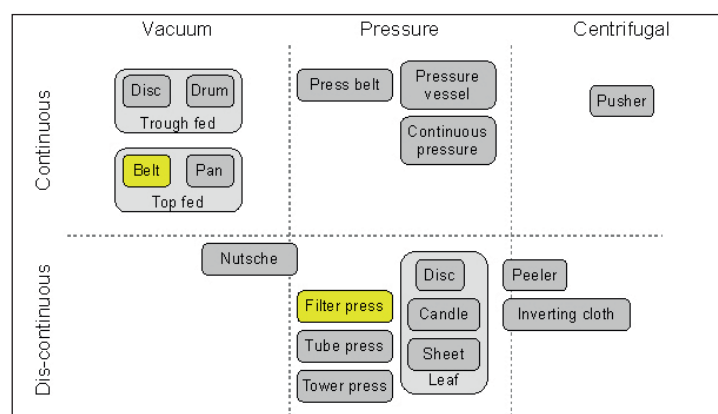 Vacuum
Pressure
Centrifugal
Continuous
Disc
Drum
Trough fed
Belt
Pan
Top fed
Press belt
Pressure
vessel
Continuous
pressure
Pusher
Dis-continuous
Nutsche
Filter press
Tube press
Tower press
Disc
Candle
Sheet
Leaf
Peeler
Inverting cloth